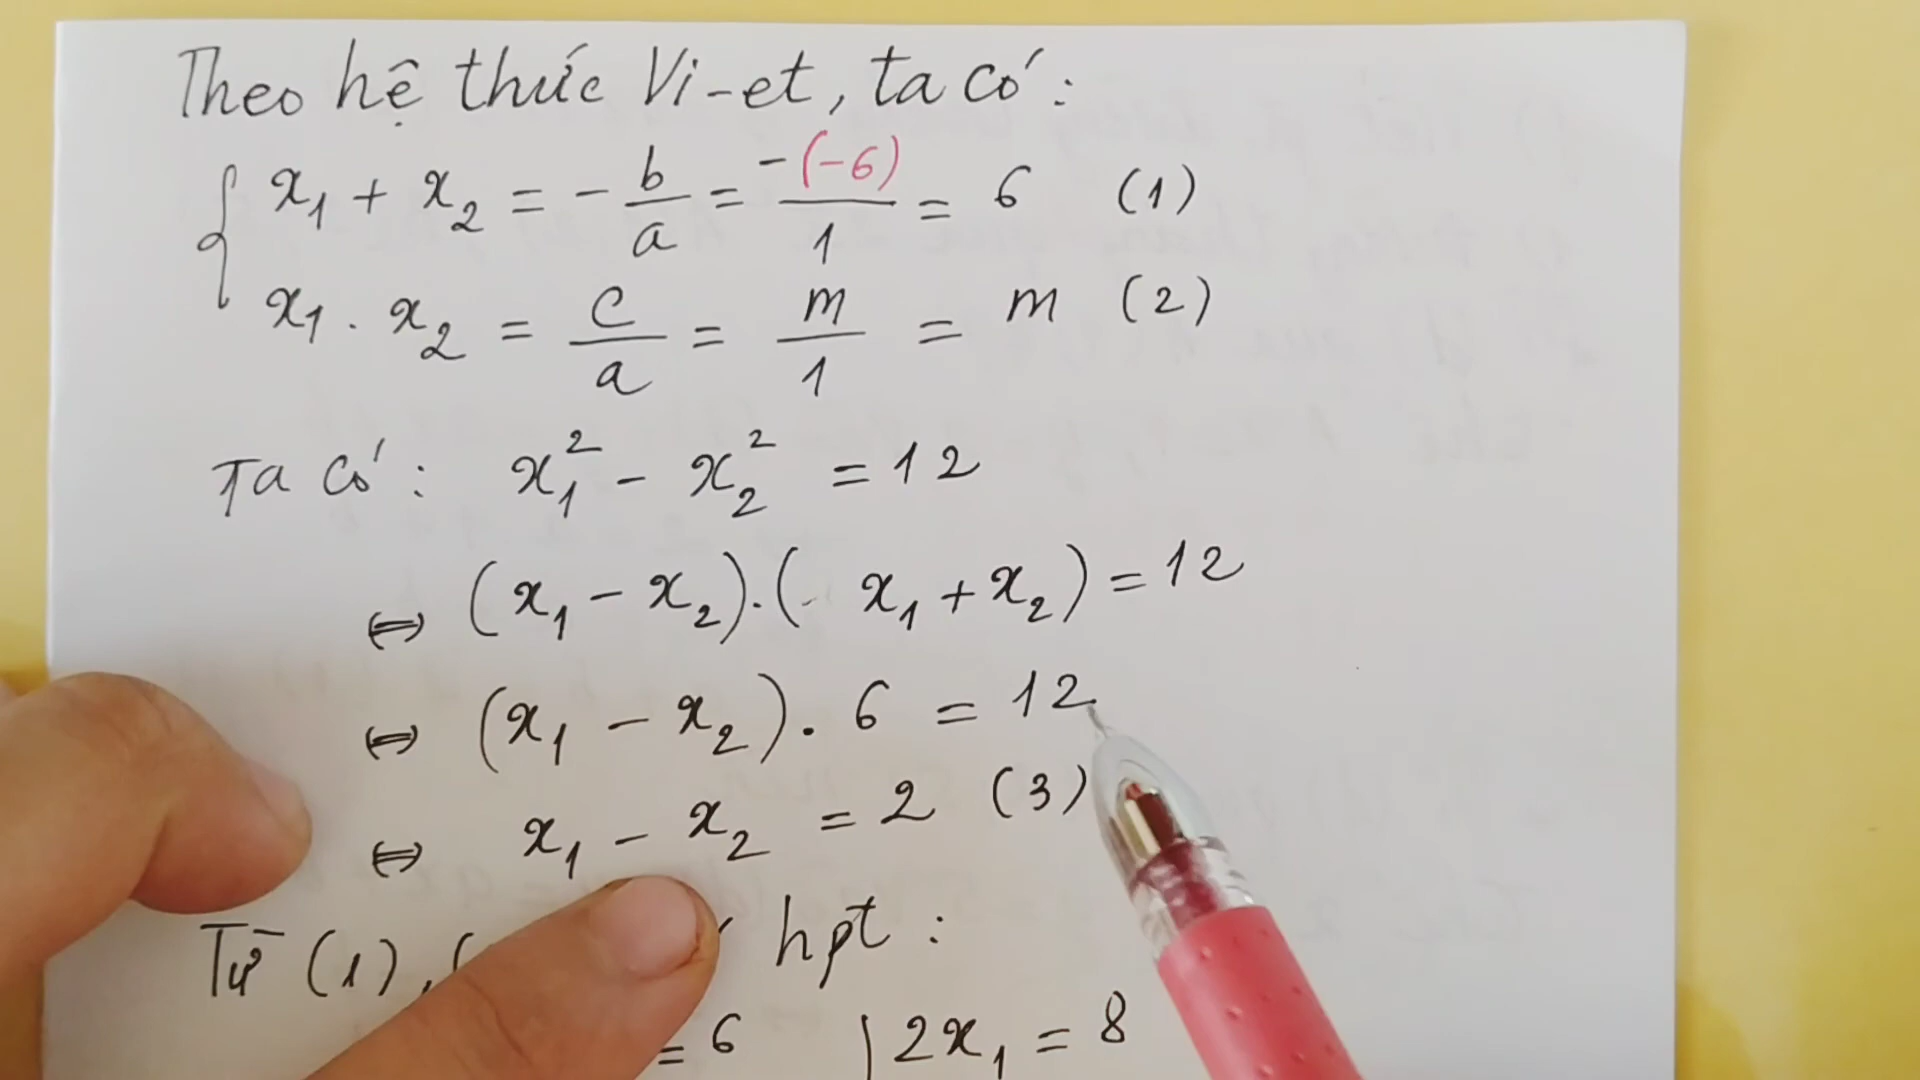 Theo hệ thức Vi-et, ta có:
x₁ + x₂ = - b/a = -(-6)/1 = 6 (1)
x₁ . x₂ = c/a = m/1 = m (2)
Ta có: x₁² - x₂² = 12
⇔ (x₁ - x₂).( x₁ + x₂) = 12
⇔ (x₁ - x₂). 6 = 12
⇔ x₁ - x₂ = 2 (3)
Từ (1), ( hpt:
= 6 2x₁ = 8